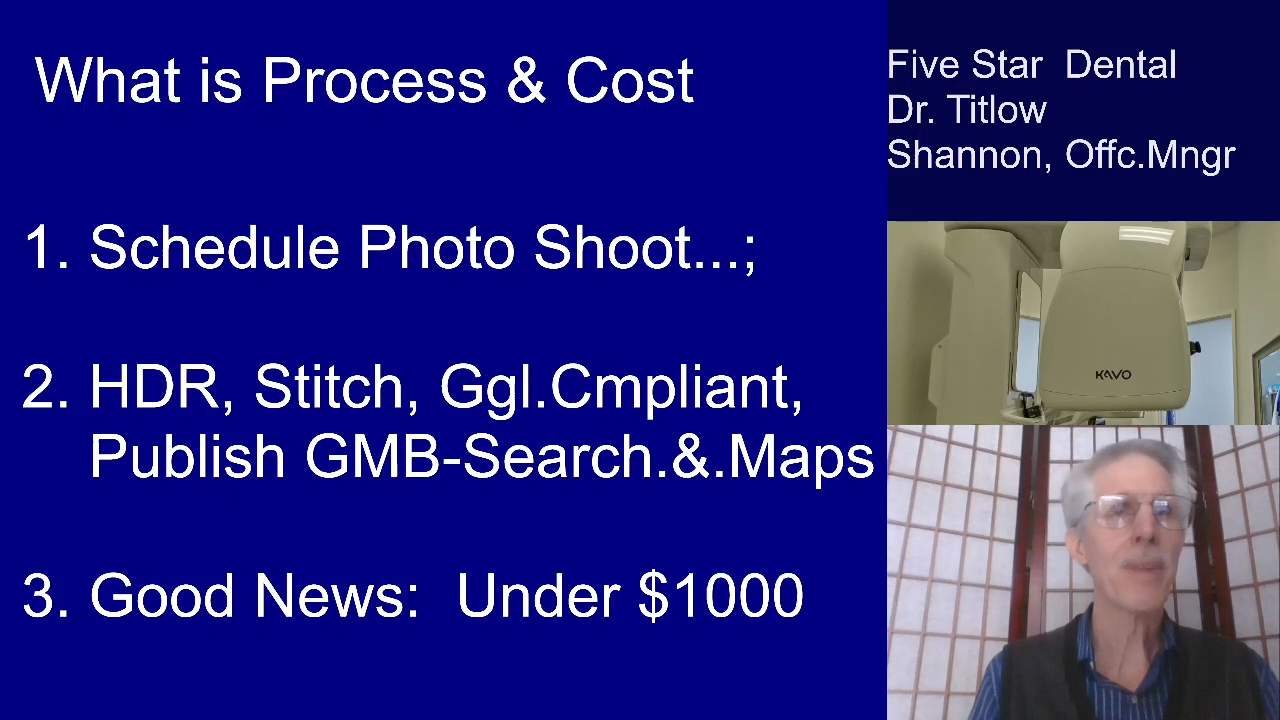 What is Process & Cost
1. Schedule Photo Shoot...;
2. HDR, Stitch, Ggl.Cmpliant,
Publish GMB-Search.&.Maps
3. Good News: Under $1000
Five Star Dental
Dr. Titlow
Shannon, Offc.Mngr
KAVO